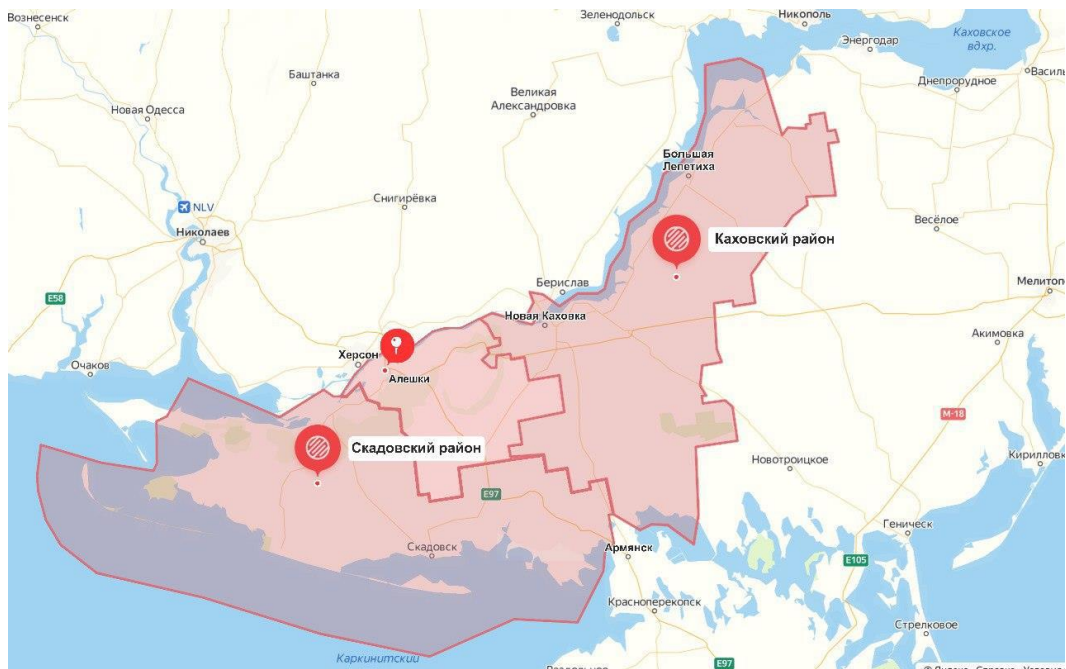 Вознесенск
Зеленодольск
Никополь
Энергодар
Каховское
вдхр.
Баштанка
Днепрорудное
Великая
Александровка
Новая Одесса
Большая
Лепетиха
Снигирёвка
NLV
Николаев
Весёлое
Каховский район
Берислав
E58
Новая Каховка
Акимовка
Херсон
Очаков
Алешки
M-18
Скадовский район
Кирилловка
Новотроицкое
E97
Геническ
Скадовск
Армянск
E105
Красноперекопск
Стрелковое
Каркинитский
E97